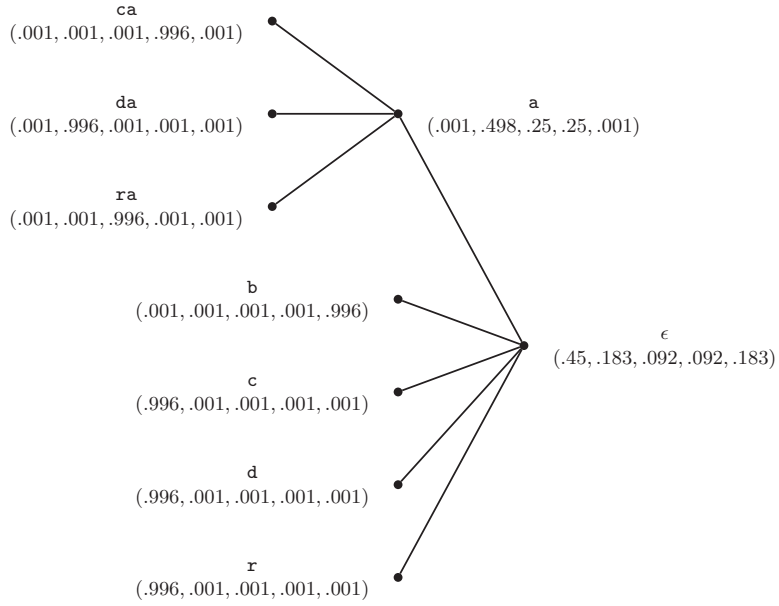 ca
(.001, .001, .001, .996, .001)
da
(.001, .996, .001, .001, .001)
a
(.001, .498, .25, .25, .001)
ra
(.001, .001, .996, .001, .001)
b
(.001, .001, .001, .001, .996)
ϵ
(.45, .183, .092, .092, .183)
c
(.996, .001, .001, .001, .001)
d
(.996, .001, .001, .001, .001)
r
(.996, .001, .001, .001, .001)